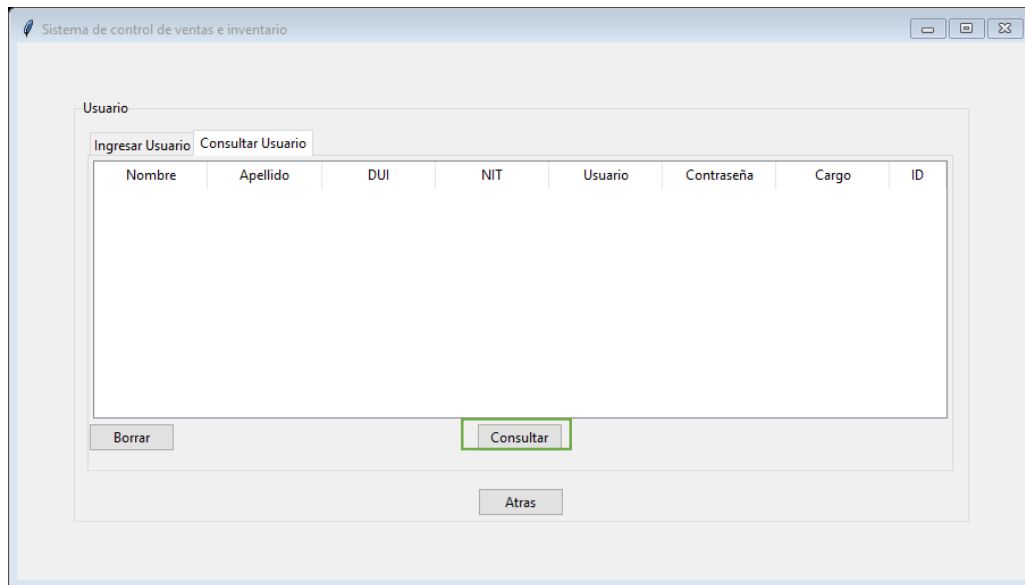 Sistema de control de ventas e inventario
Usuario
Ingresar Usuario Consultar Usuario
Nombre Apellido DUI NIT Usuario Contraseña Cargo ID
Borrar Consultar
Atras